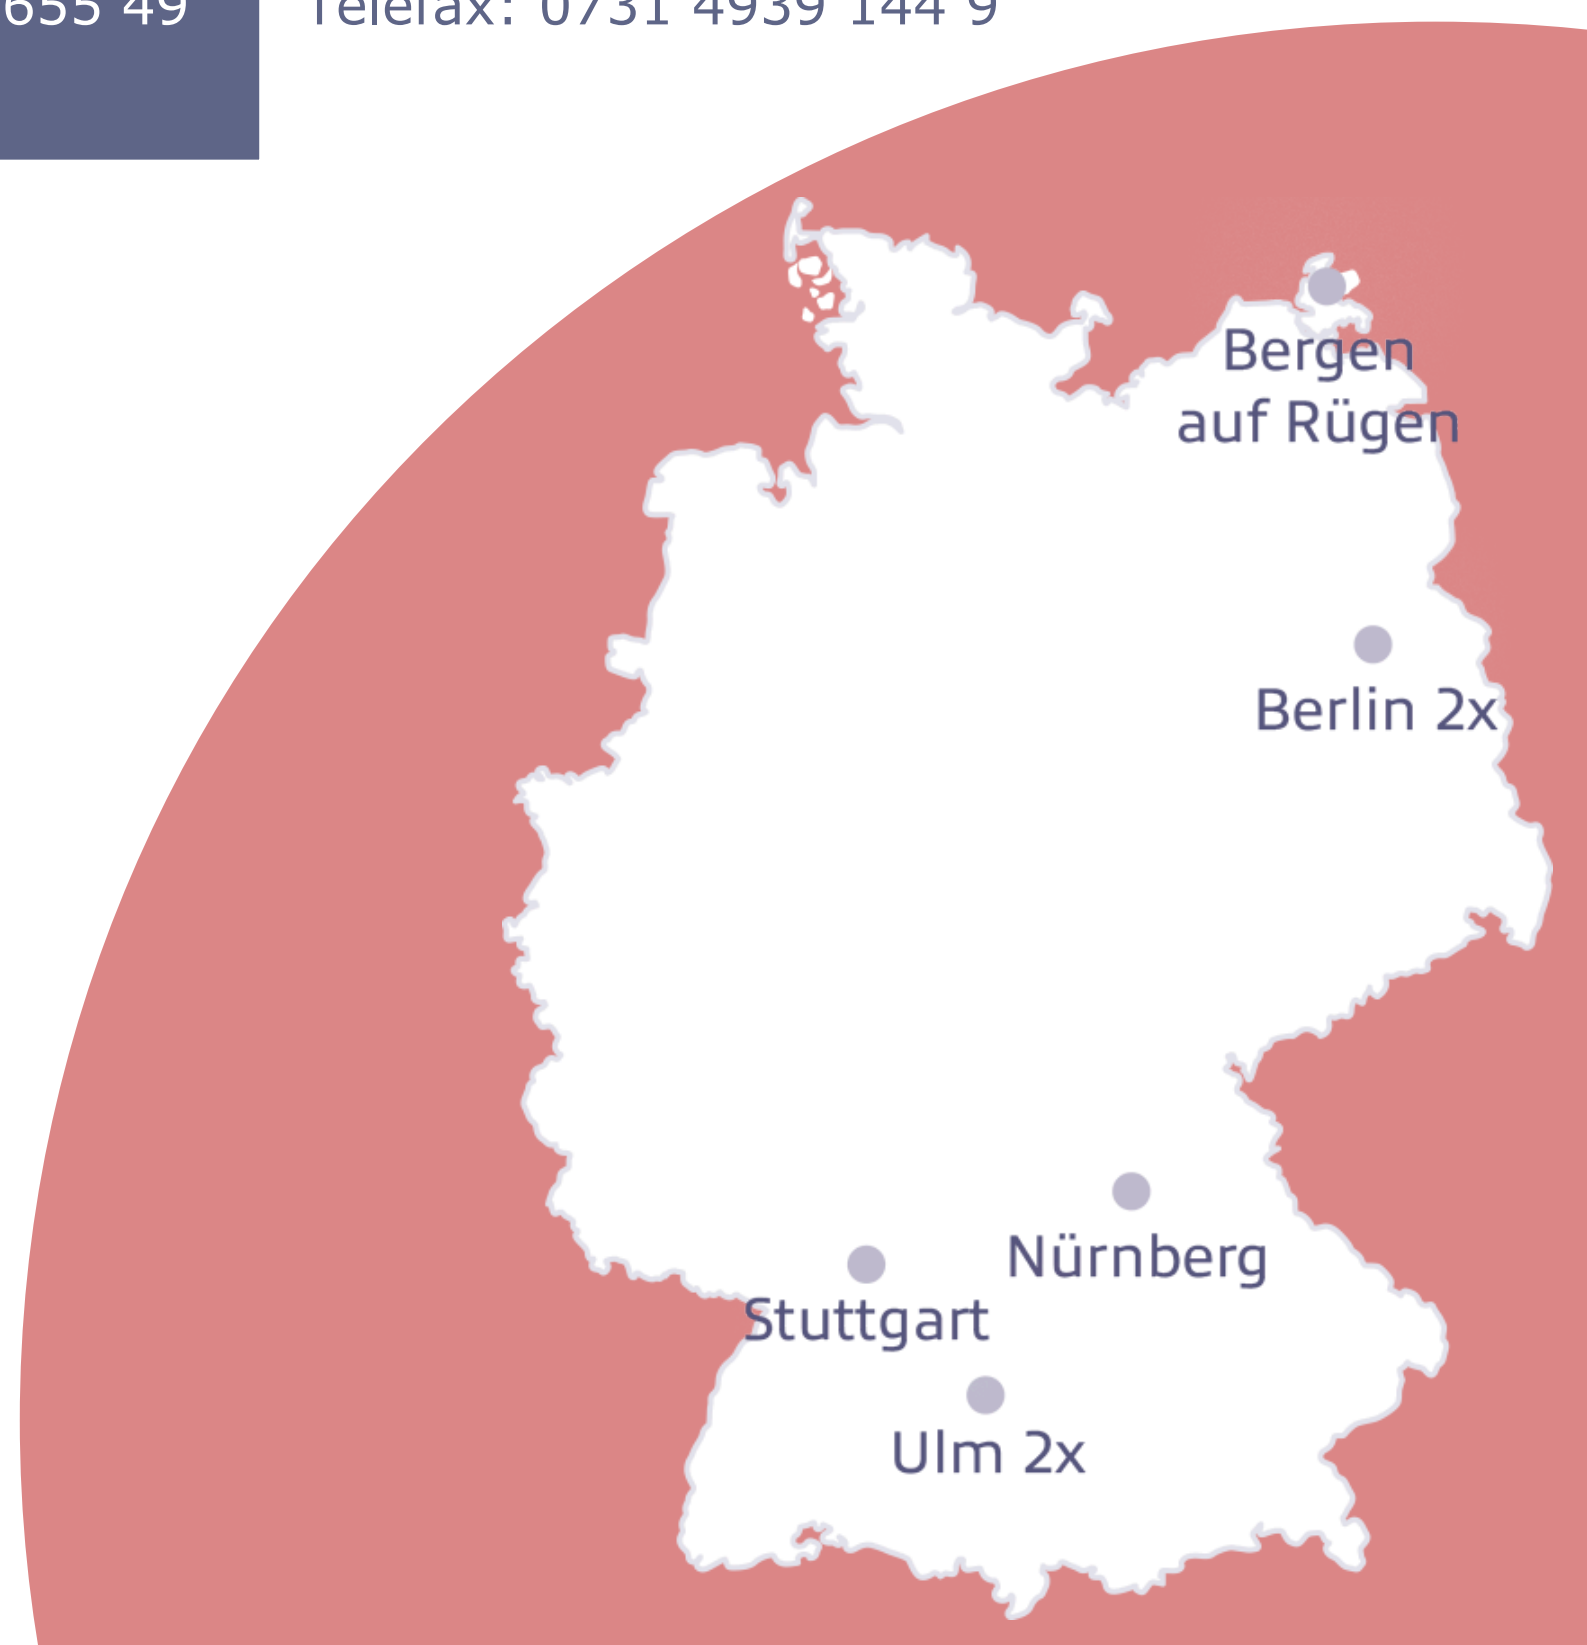 655 49
Telefax: 0731 4939 144 9
Bergen
auf Rügen
Berlin 2x
Nürnberg
Stuttgart
Ulm 2x